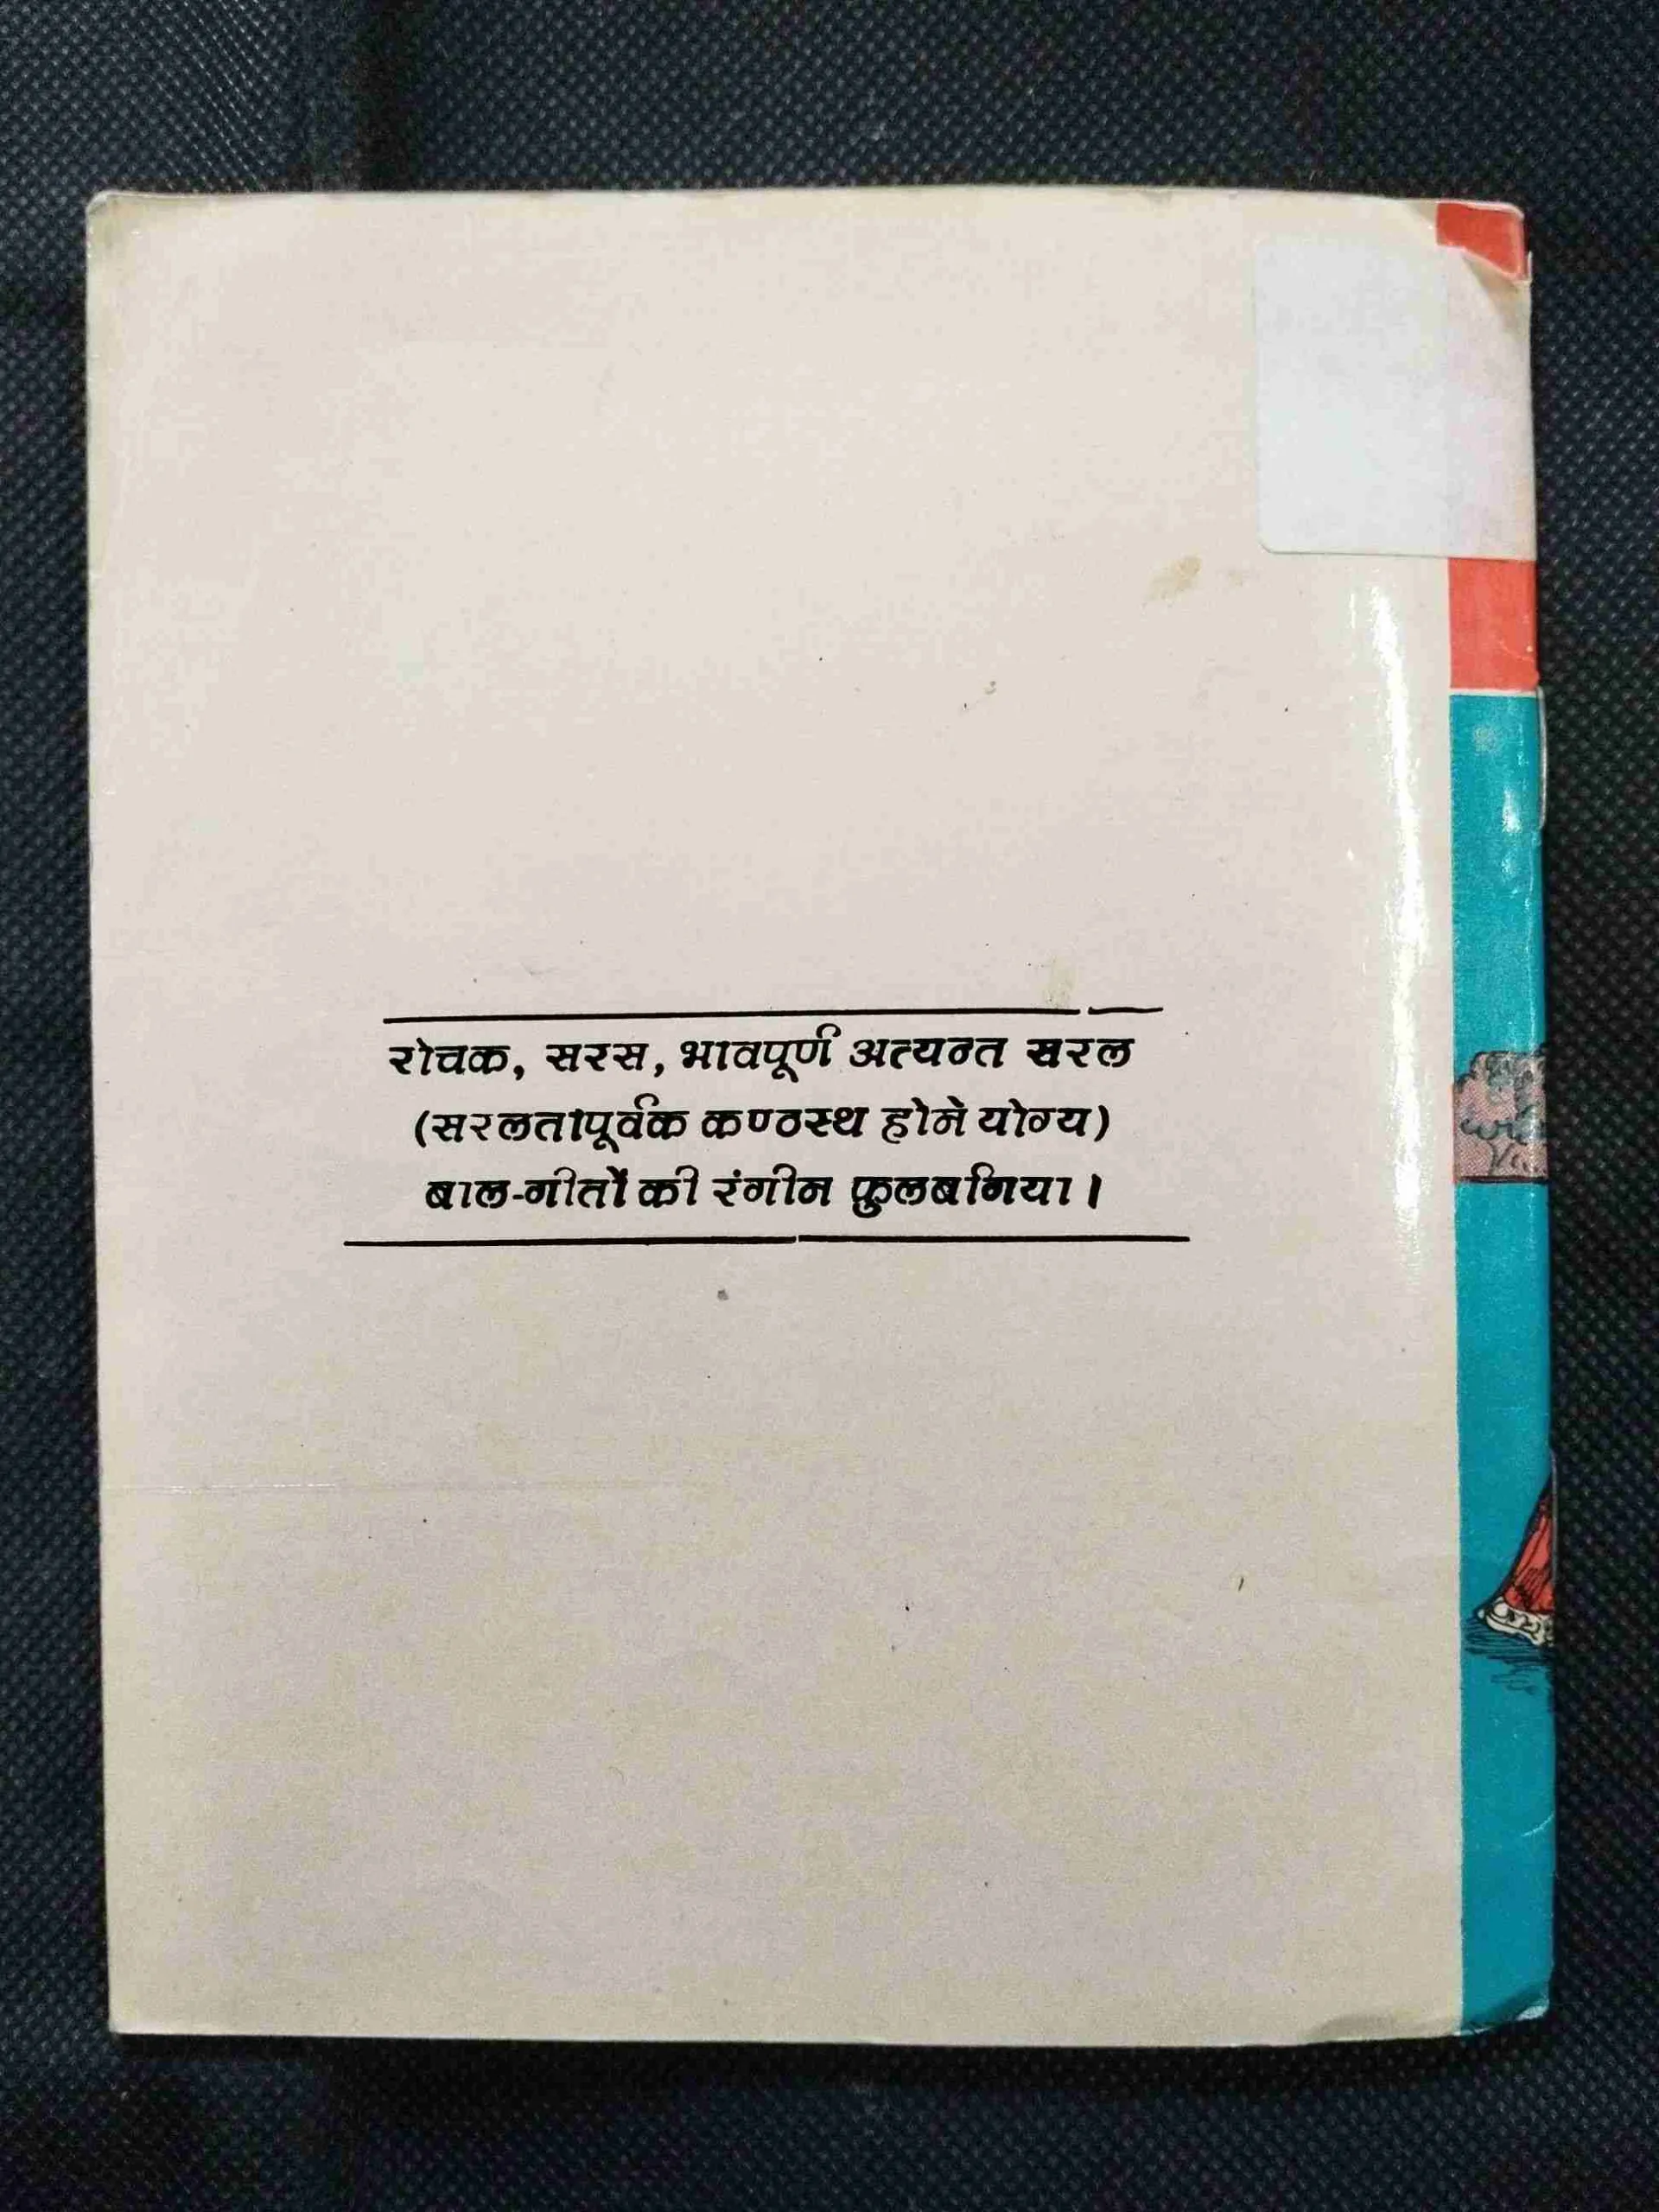 रोचक, सरस, भावपूर्ण अत्यन्त सरल
(सरलतापूर्वक कण्ठस्थ होने योग्य)
बाल-गीतों की रंगीन फुलबगिया।